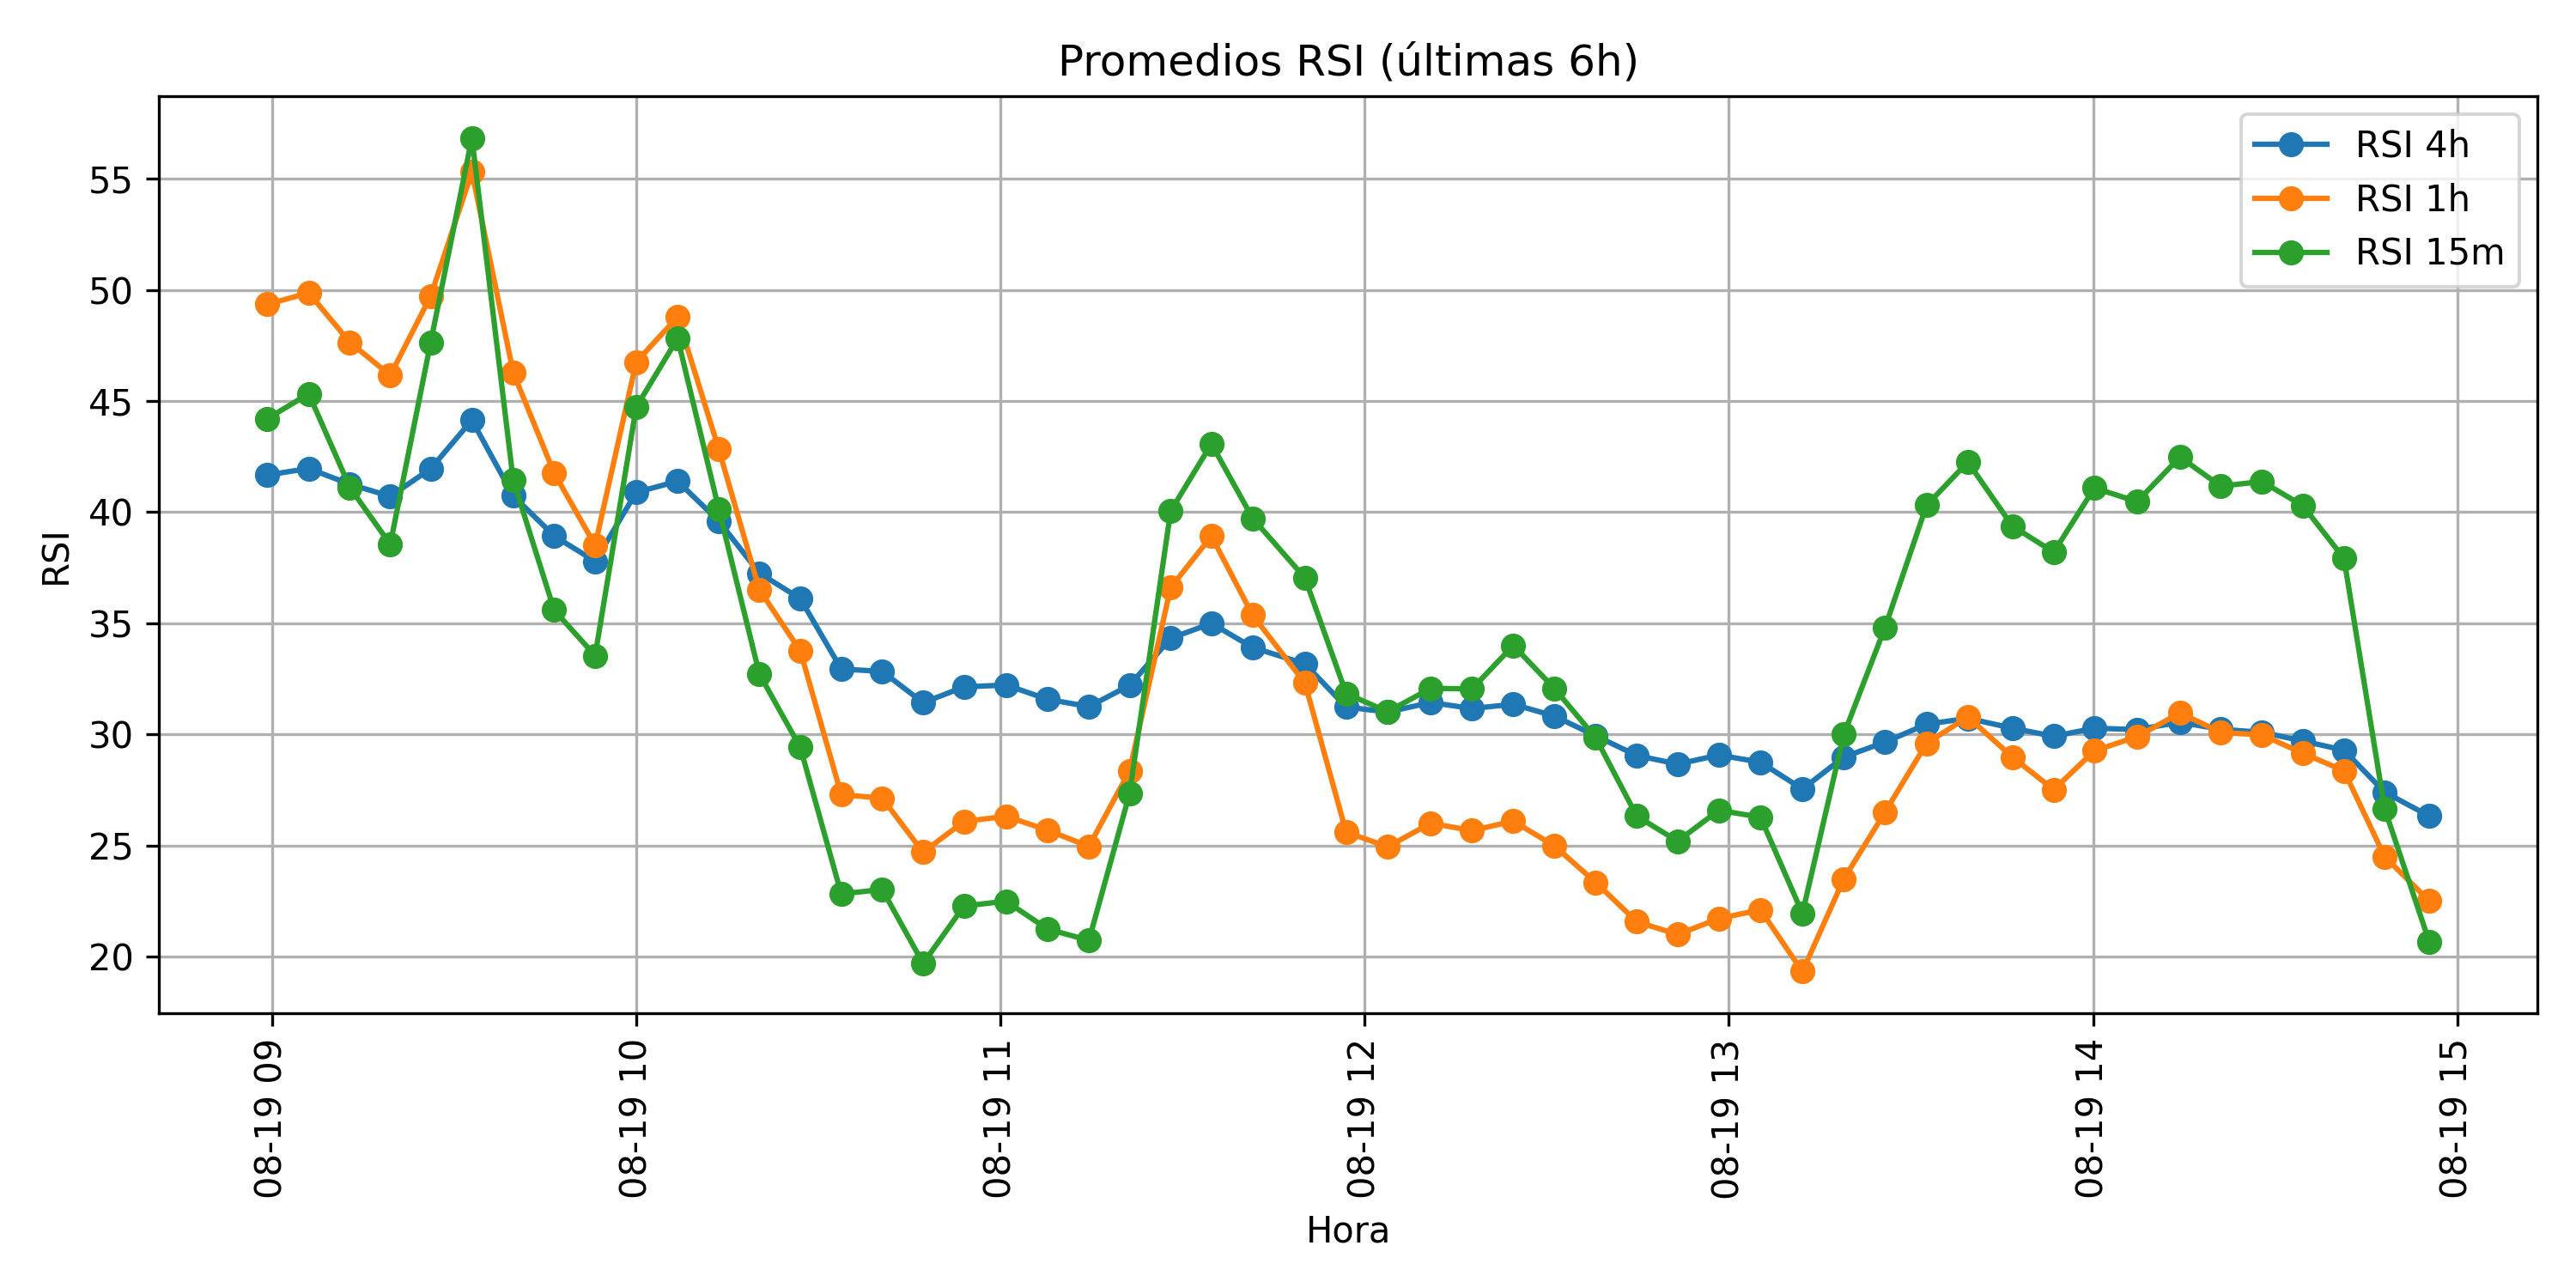 Promedios RSI (últimas 6h)
RSI 4h
RSI 1h
RSI 15m
55
50
45
40
35
30
25
20
RSI
08-19 09
08-19 10
08-19 11
08-19 12
08-19 13
08-19 14
08-19 15
Hora